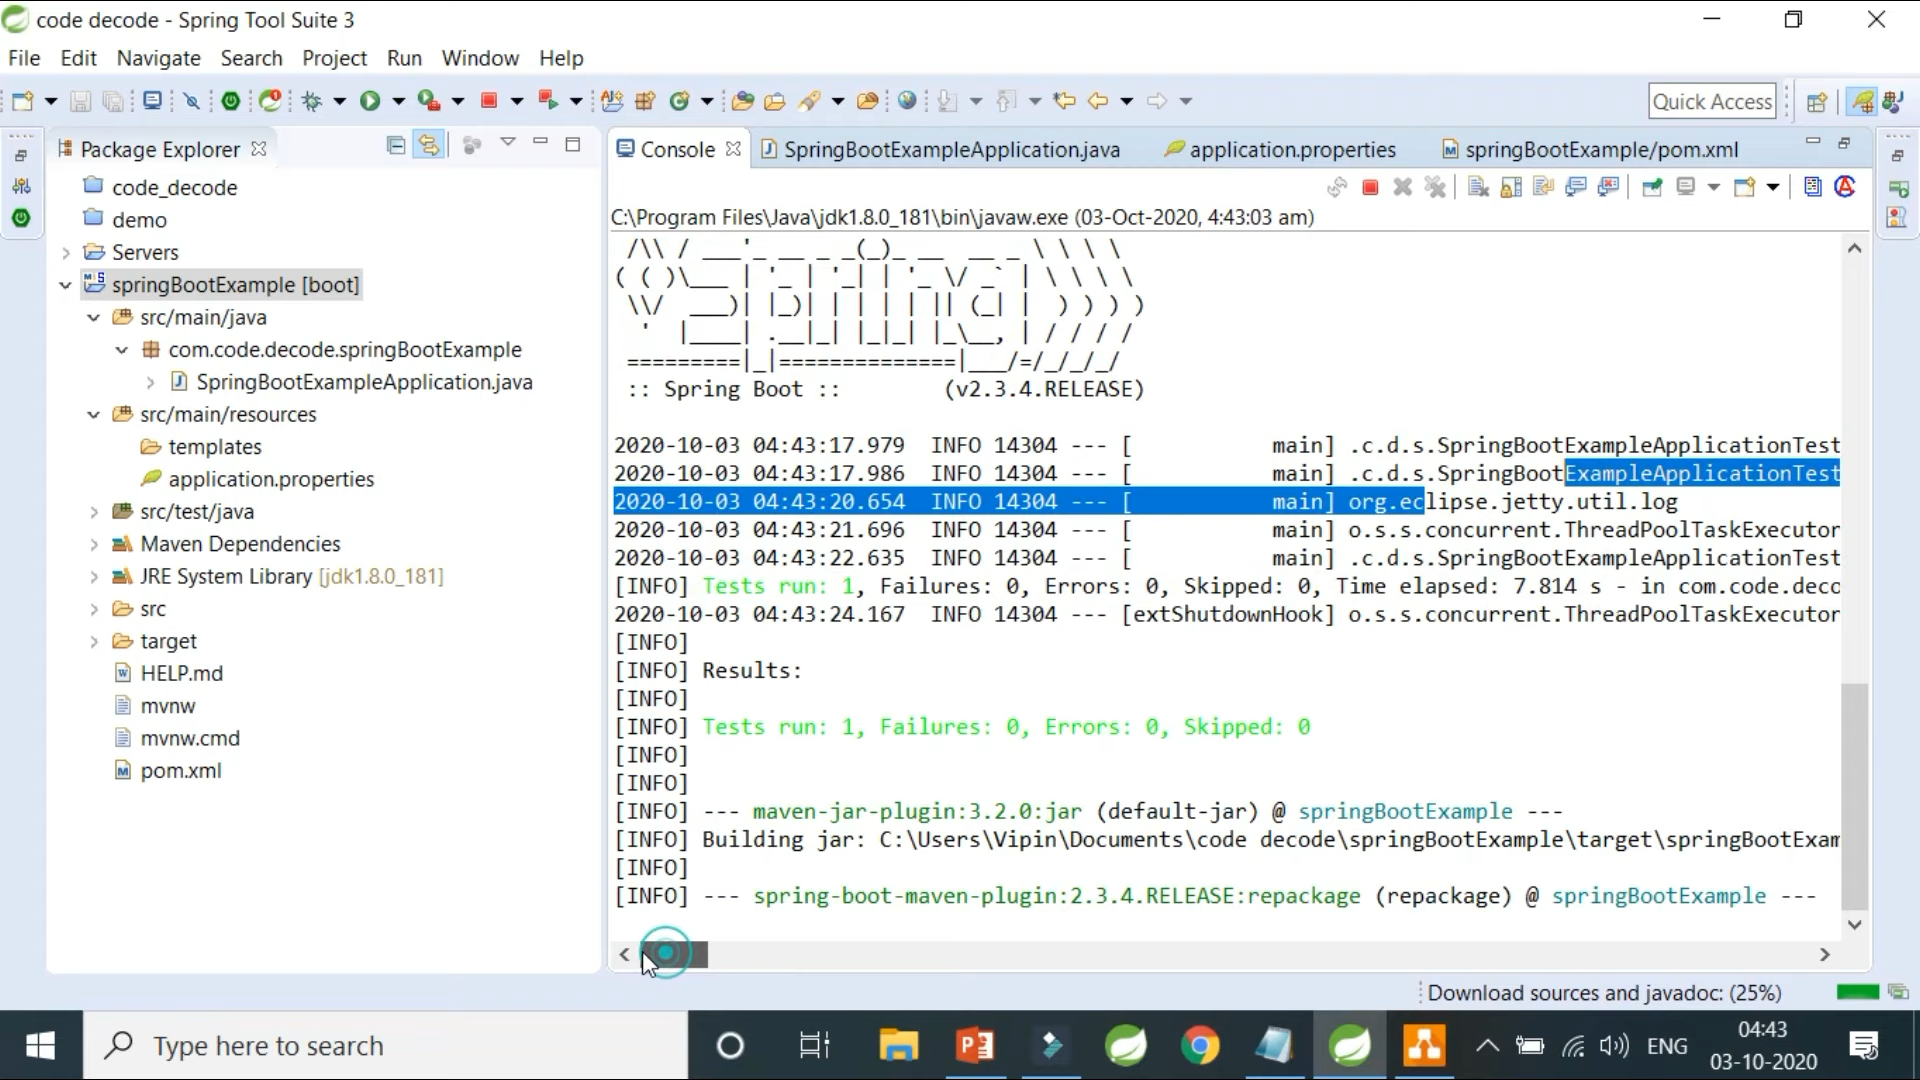 code decode - Spring Tool Suite 3
File Edit Navigate Search Project Run Window Help
Quick Access
Package Explorer
code_decode
demo
Servers
springBootExample [boot]
src/main/java
com.code.decode.springBootExample
SpringBootExampleApplication.java
src/main/resources
templates
application.properties
src/test/java
Maven Dependencies
JRE System Library [jdk1.8.0_181]
src
target
HELP.md
mvnw
mvnw.cmd
pom.xml
Console SpringBootExampleApplication.java application.properties springBootExample/pom.xml
C:\Program Files\Java\jdk1.8.0_181\bin\javaw.exe (03-Oct-2020, 4:43:03 am)
:: Spring Boot :: (v2.3.4.RELEASE)
2020-10-03 04:43:17.979 INFO 14304 --- [ main] .c.d.s.SpringBootExampleApplicationTest
2020-10-03 04:43:17.986 INFO 14304 --- [ main] .c.d.s.SpringBootExampleApplicationTest
2020-10-03 04:43:20.654 INFO 14304 --- [ main] org.eclipse.jetty.util.log
2020-10-03 04:43:21.696 INFO 14304 --- [ main] o.s.s.concurrent.ThreadPoolTaskExecutor
2020-10-03 04:43:22.635 INFO 14304 --- [ main] .c.d.s.SpringBootExampleApplicationTest
[INFO] Tests run: 1, Failures: 0, Errors: 0, Skipped: 0, Time elapsed: 7.814 s - in com.code.deco
2020-10-03 04:43:24.167 INFO 14304 --- [extShutdownHook] o.s.s.concurrent.ThreadPoolTaskExecutor
[INFO]
[INFO] Results:
[INFO]
[INFO] Tests run: 1, Failures: 0, Errors: 0, Skipped: 0
[INFO]
[INFO]
[INFO] --- maven-jar-plugin:3.2.0:jar (default-jar) @ springBootExample ---
[INFO] Building jar: C:\Users\Vipin\Documents\code decode\springBootExample\target\springBootExam
[INFO]
[INFO] --- spring-boot-maven-plugin:2.3.4.RELEASE:repackage (repackage) @ springBootExample ---
Download sources and javadoc: (25%)
Type here to search
ENG
04:43
03-10-2020